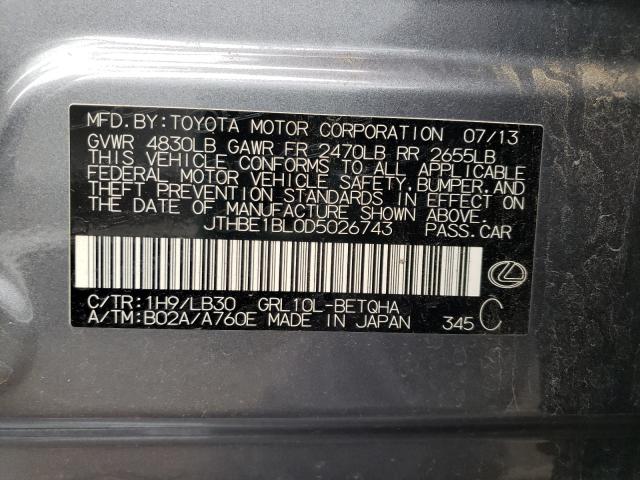 MFD.BY:TOYOTA MOTOR CORPORATION 07/13
GVWR 4830LB GAWR FR 2470LB RR 2655LB
THIS VEHICLE CONFORMS TO ALL APPLICABLE
FEDERAL MOTOR VEHICLE SAFETY,BUMPER,AND
THEFT PREVENTION STANDARDS IN EFFECT ON
THE DATE OF MANUFACTURE SHOWN ABOVE.
JTHBE1BL0D5026743 PASS.CAR
C/TR:1H9/LB30 GRL10L-BETQHA
A/TM:B02A/A760E MADE IN JAPAN 345 C